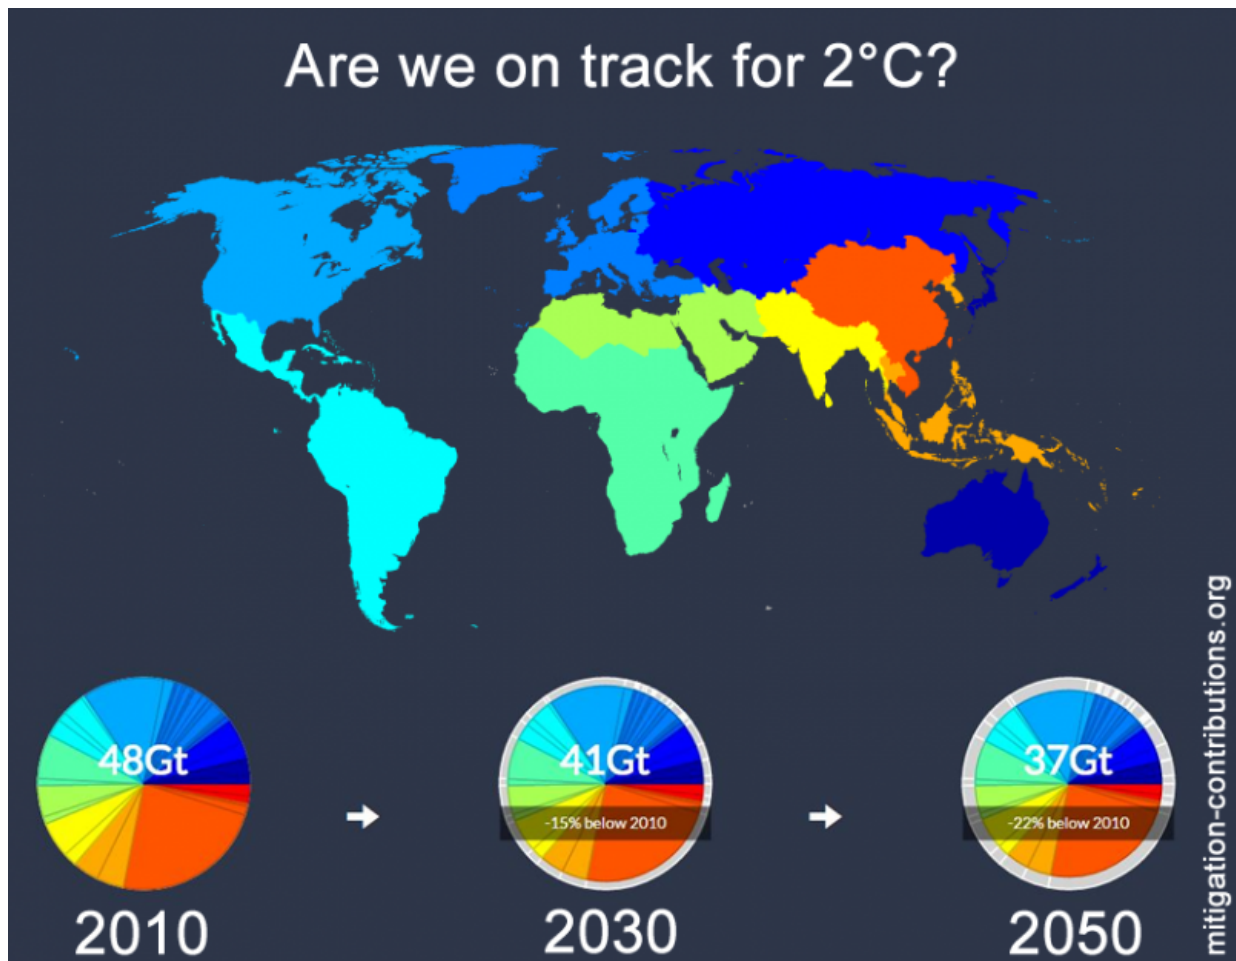 Are we on track for 2°C?
48Gt
41Gt
-15% below 2010
37Gt
-22% below 2010
2010
2030
2050
mitigation-contributions.org